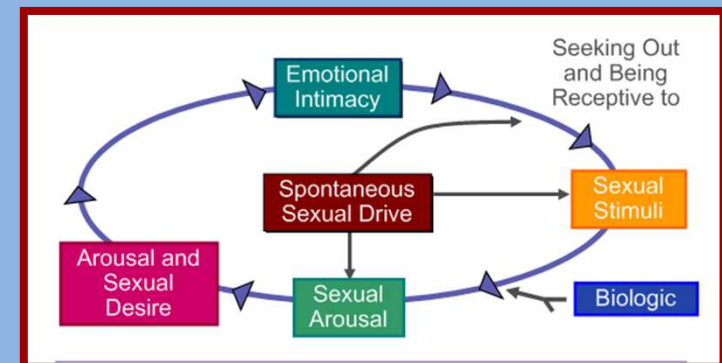 Seeking Out
and Being
Receptive to
Emotional
Intimacy
Spontaneous
Sexual Drive
Sexual
Stimuli
Arousal and
Sexual
Desire
Sexual
Arousal
Biologic